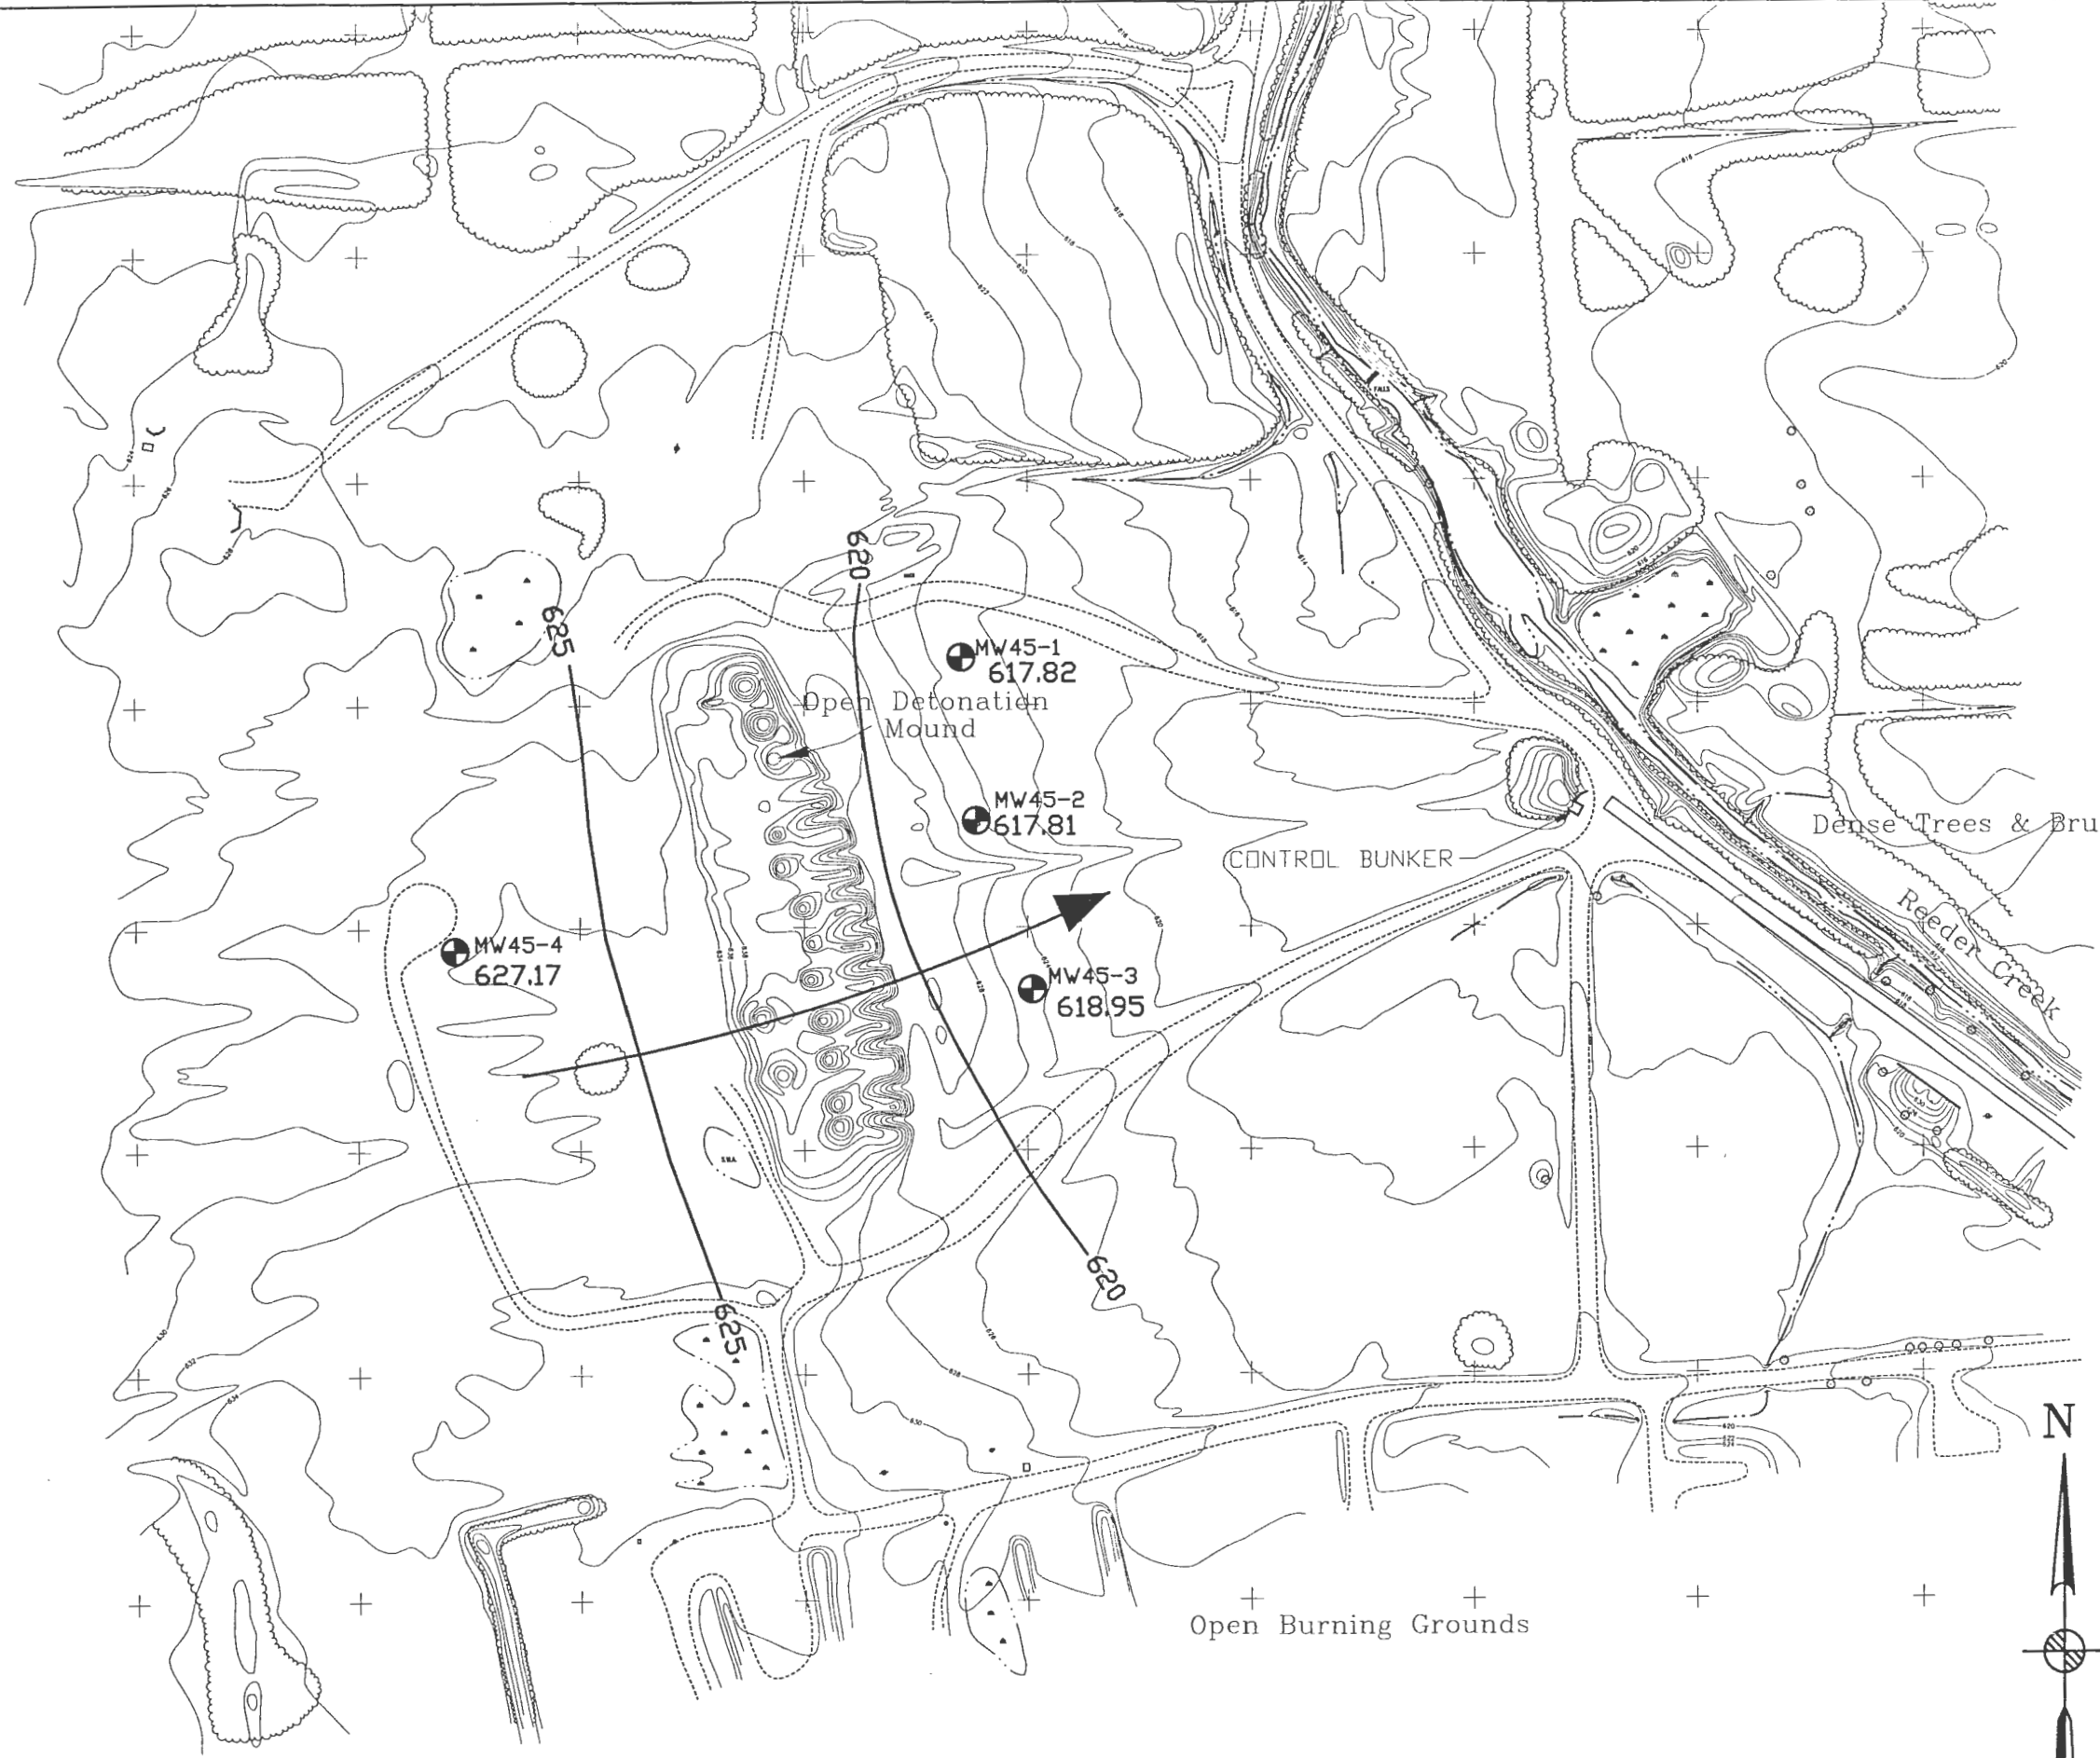 FALLS
620
625
MW45-1
617.82
Open Detonation
Mound
MW45-2
617.81
CONTROL BUNKER
Dense Trees & Bru
Reeder Creek
MW45-4
627.17
MW45-3
618.95
620
625
N
Open Burning Grounds